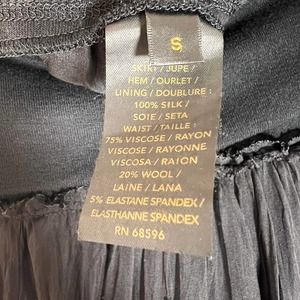 S
SKIRT / JUPE /
HEM / OURLET /
LINING / DOUBLURE :
100% SILK /
SOIE / SETA
WAIST / TAILLE :
75% VISCOSE / RAYON
VISCOSE / RAYONNE
VISCOSA / RAION
20% WOOL /
LAINE / LANA
5% ELASTANE SPANDEX /
ELASTHANNE SPANDEX
RN 68596